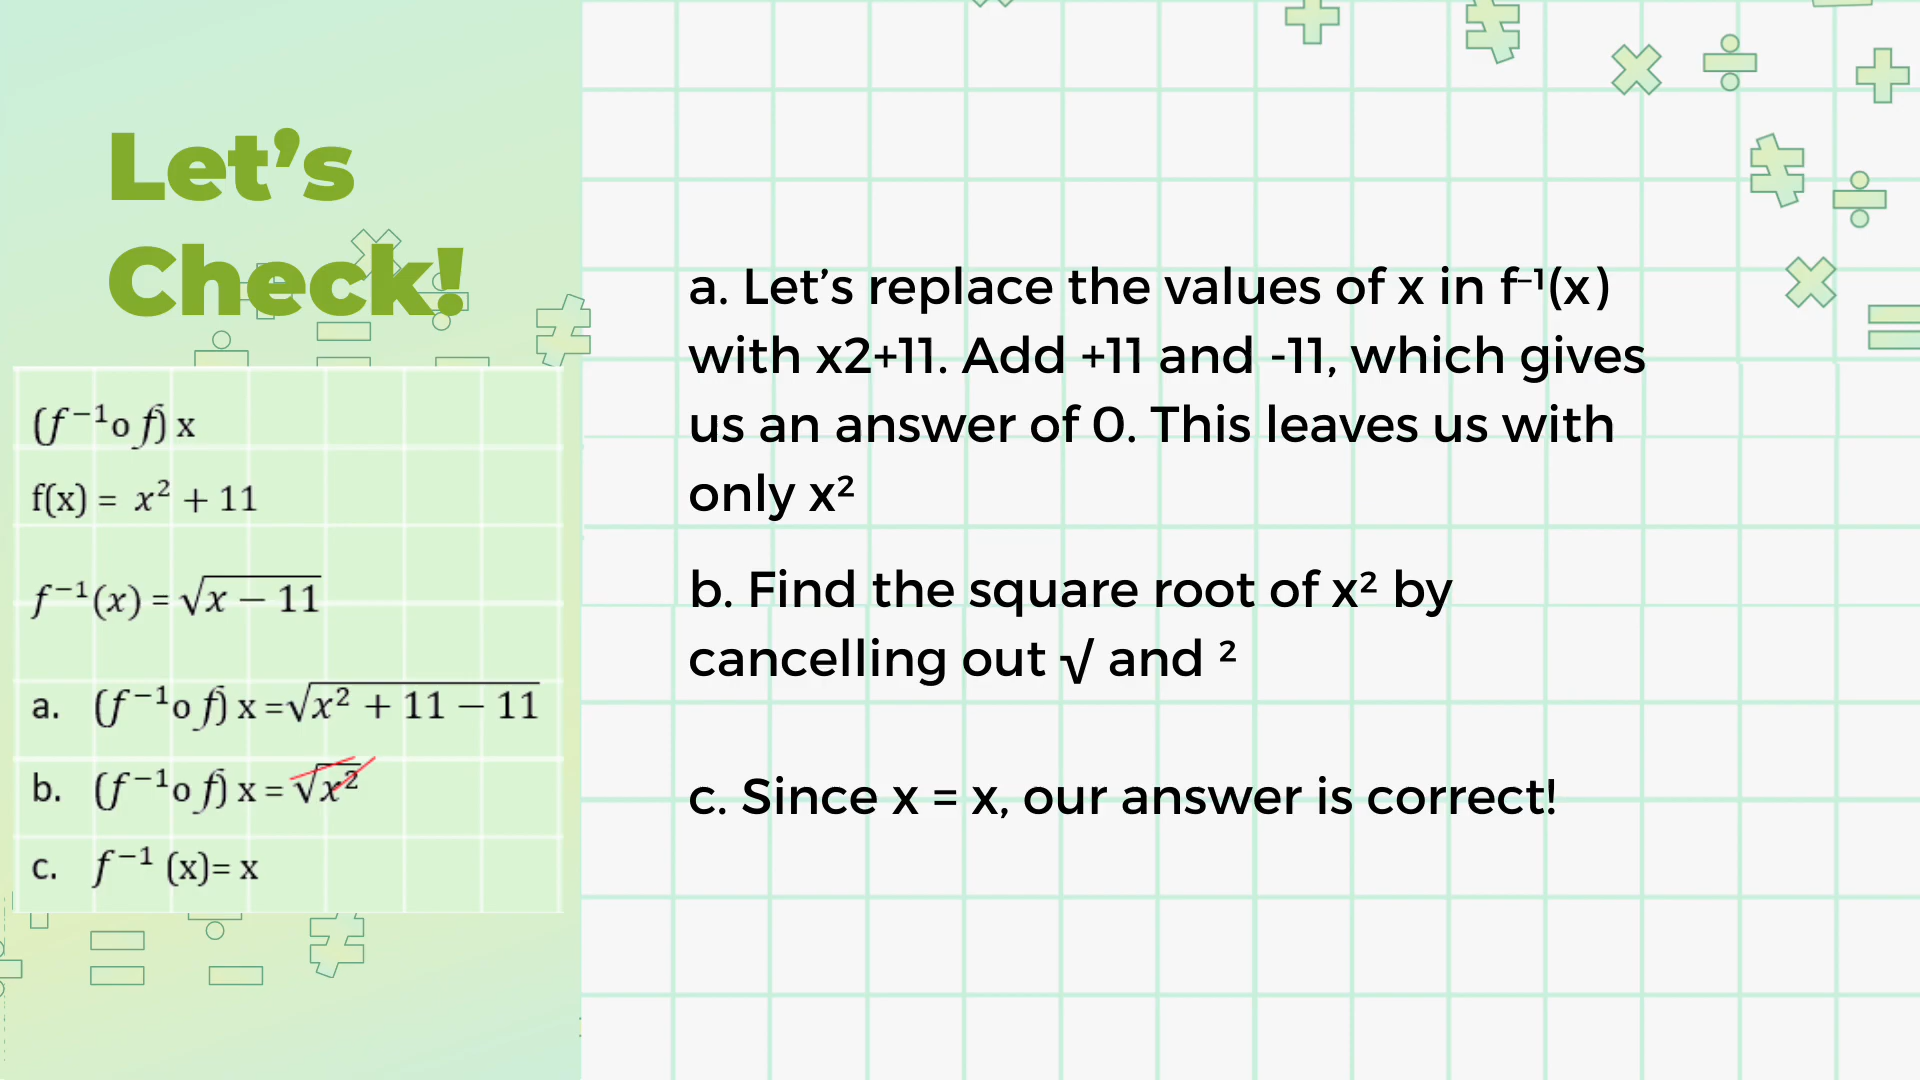 Let’s
Check!
(f⁻¹o f) x
f(x) = x² + 11
f⁻¹(x) = √x − 11
a. (f⁻¹o f) x =√x² + 11 − 11
b. (f⁻¹o f) x = √x²
c. f⁻¹ (x)= x
a. Let’s replace the values of x in f⁻¹(x)
with x2+11. Add +11 and -11, which gives
us an answer of 0. This leaves us with
only x²
b. Find the square root of x² by
cancelling out √ and ²
c. Since x = x, our answer is correct!